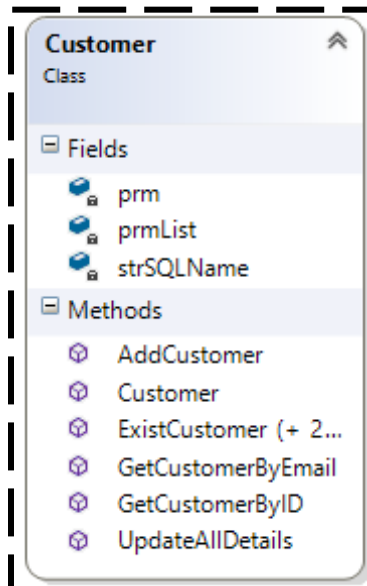 Customer
Class
Fields
prm
prmList
strSQLName
Methods
AddCustomer
Customer
ExistCustomer (+ 2...
GetCustomerByEmail
GetCustomerByID
UpdateAllDetails